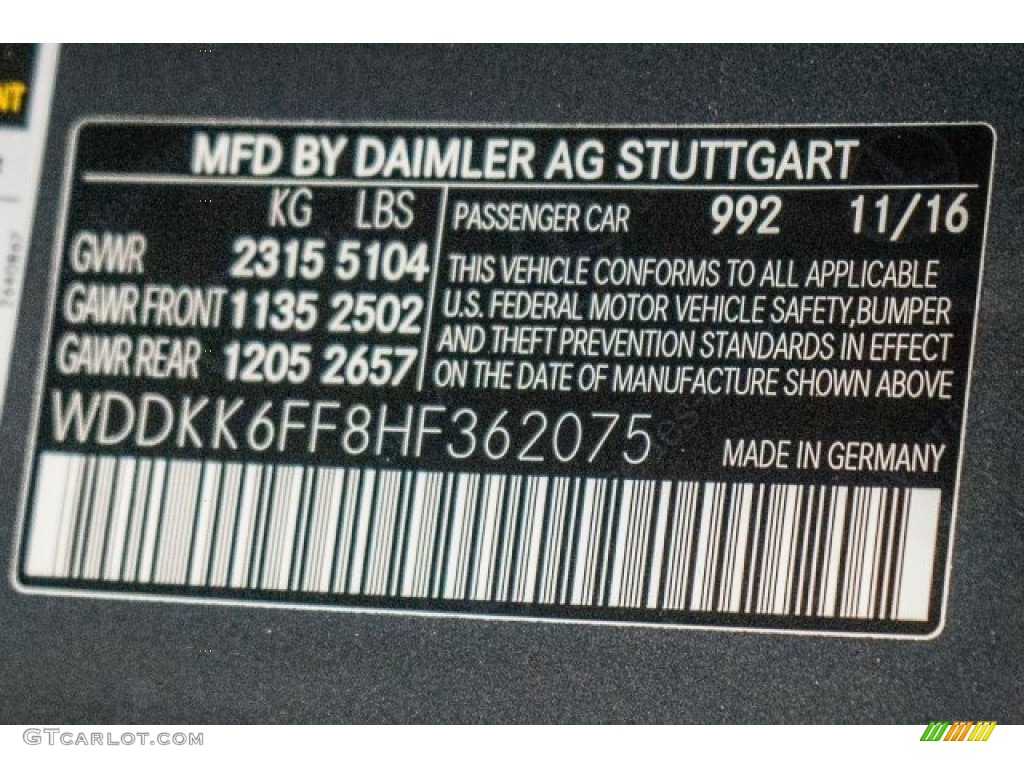 NT
MFD BY DAIMLER AG STUTTGART
KG LBS
GVWR 2315 5104
GAWR FRONT 1135 2502
GAWR REAR 1205 2657
PASSENGER CAR 992 11/16
THIS VEHICLE CONFORMS TO ALL APPLICABLE
U.S. FEDERAL MOTOR VEHICLE SAFETY,BUMPER
AND THEFT PREVENTION STANDARDS IN EFFECT
ON THE DATE OF MANUFACTURE SHOWN ABOVE
WDDKK6FF8HF362075
MADE IN GERMANY
GTCARLOT.COM